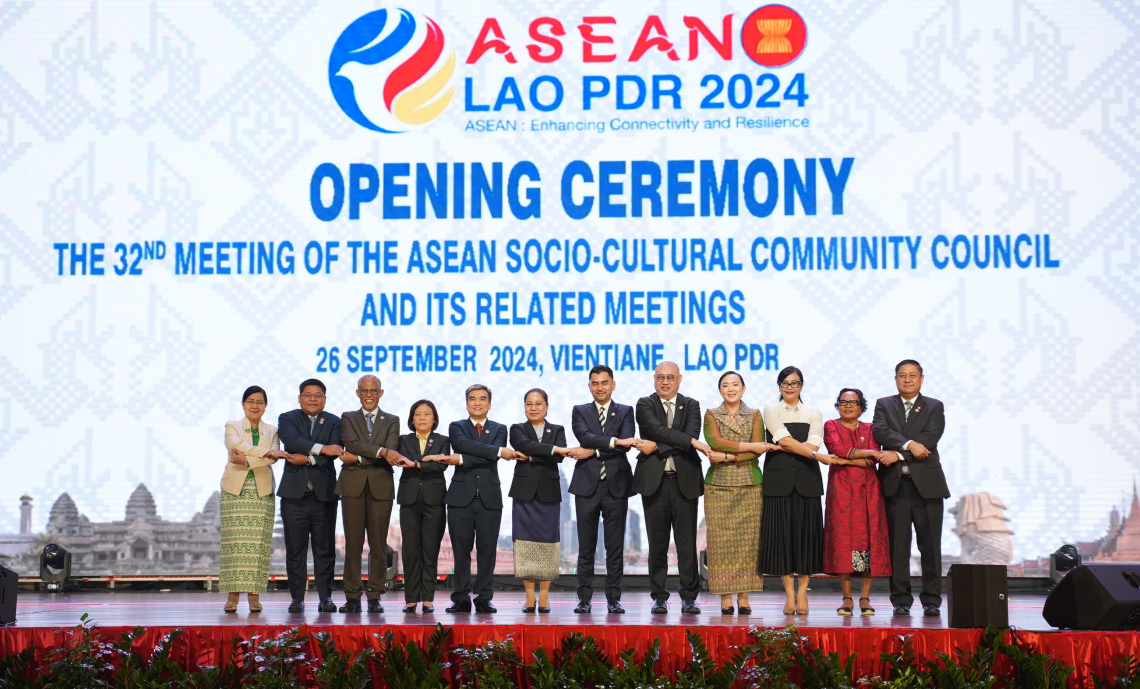 ASEAN
LAO PDR 2024
ASEAN : Enhancing Connectivity and Resilience
OPENING CEREMONY
THE 32ND MEETING OF THE ASEAN SOCIO-CULTURAL COMMUNITY COUNCIL
AND ITS RELATED MEETINGS
26 SEPTEMBER 2024, VIENTIANE, LAO PDR